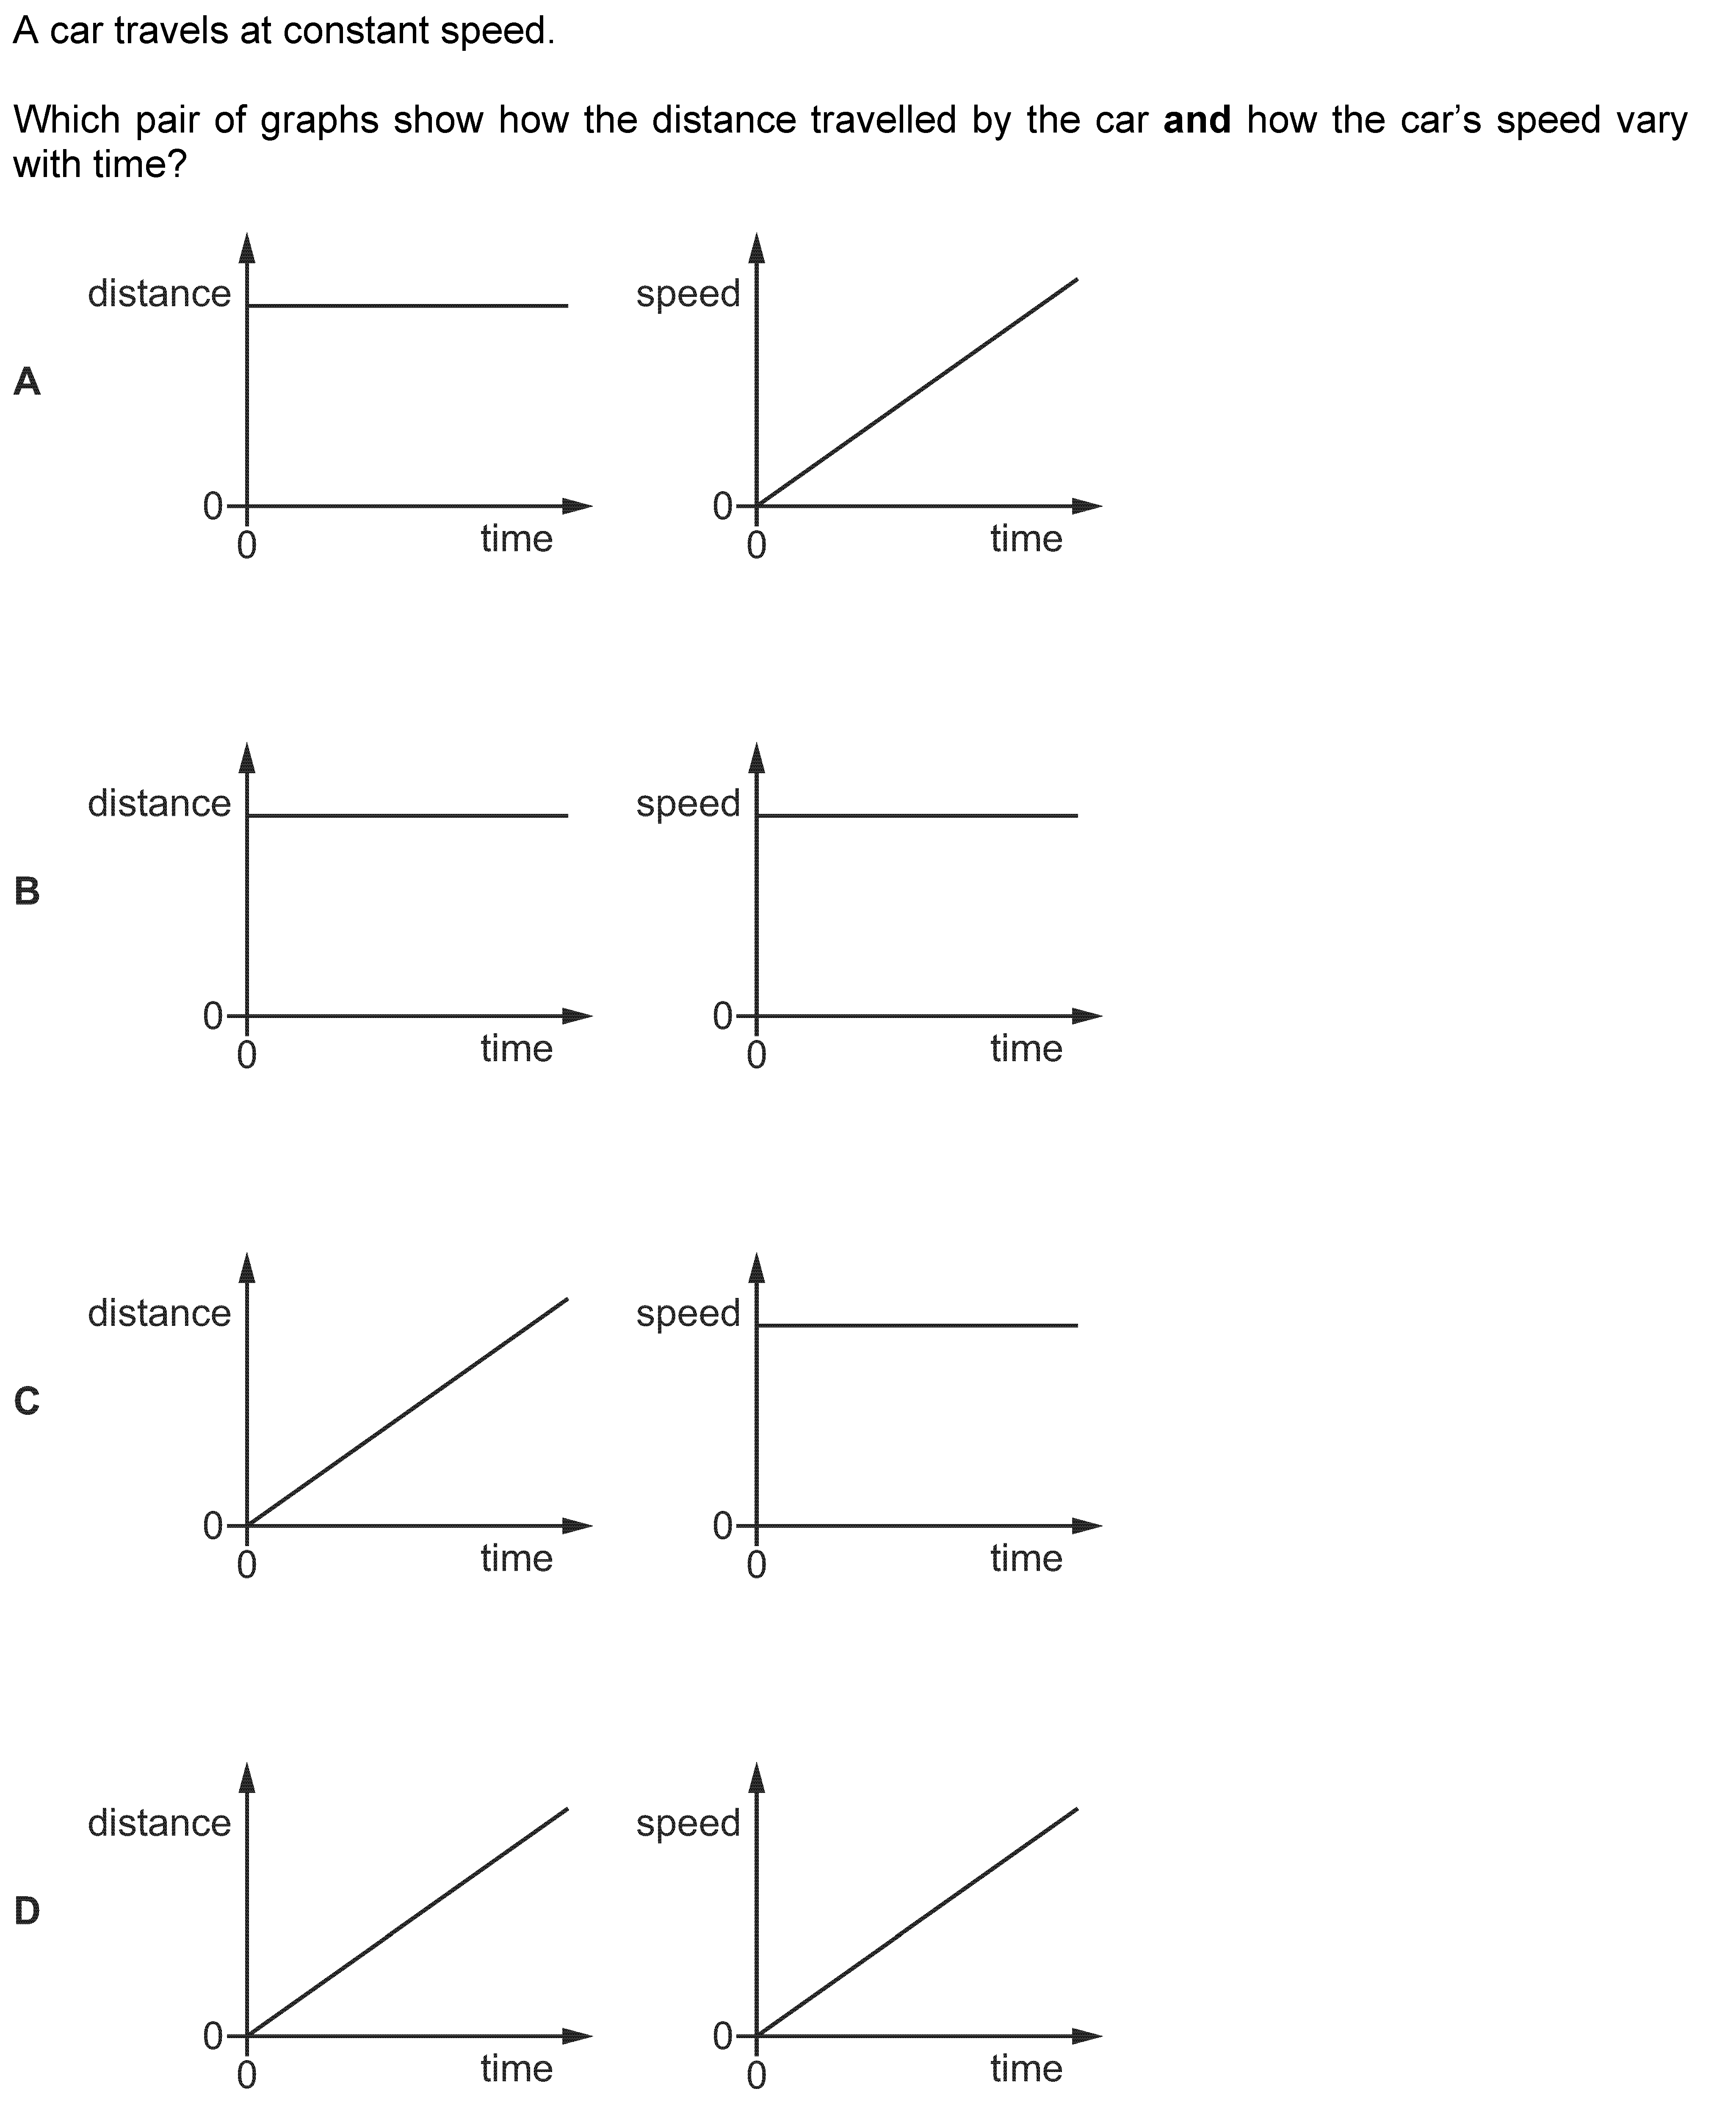 A car travels at constant speed.
Which pair of graphs show how the distance travelled by the car and how the car’s speed vary
with time?
distance
speed
A
0
0
time
0
0
time
distance
speed
B
0
0
time
0
0
time
distance
speed
C
0
0
time
0
0
time
distance
speed
D
0
0
time
0
0
time